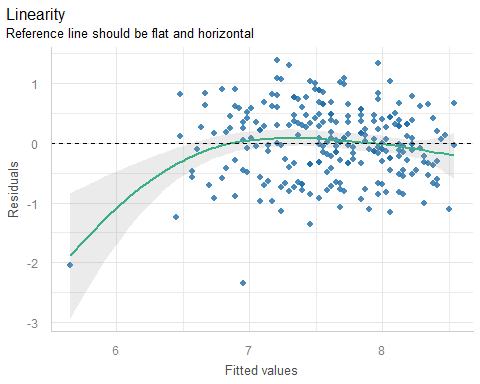 Linearity
Reference line should be flat and horizontal
1
0
-1
-2
-3
Residuals
6
7
8
Fitted values